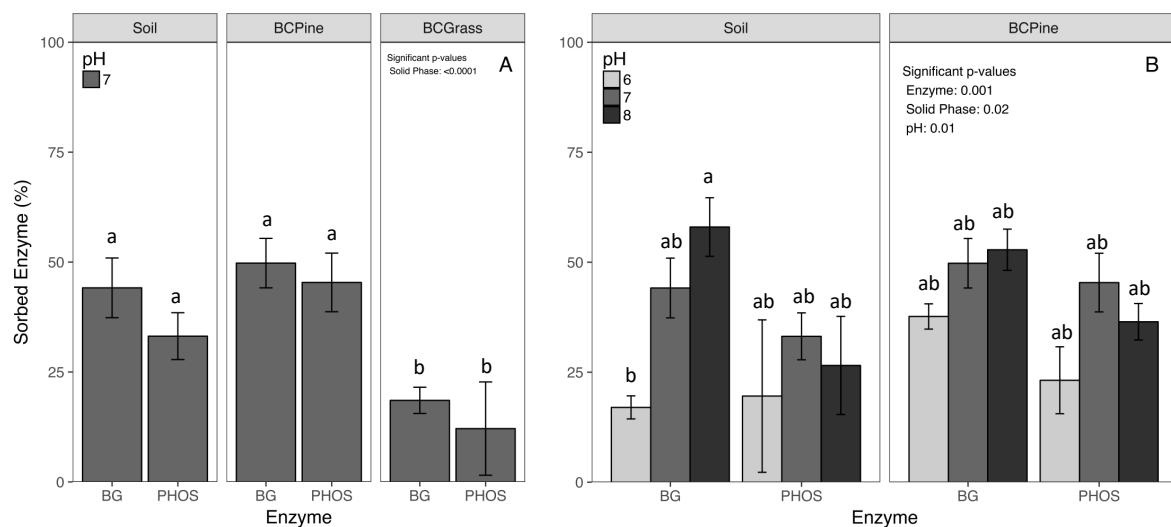 Sorbed Enzyme (%)
100
75
50
25
0
Soil
BCPine
BCGrass
pH
7
Significant p-values
Solid Phase: <0.0001
A
a
a
a
a
b
b
BG
PHOS
BG
PHOS
BG
PHOS
Enzyme
100
75
50
25
0
Soil
BCPine
pH
6
7
8
Significant p-values
Enzyme: 0.001
Solid Phase: 0.02
pH: 0.01
B
b
ab
a
ab
ab
ab
ab
ab
ab
ab
ab
ab
BG
PHOS
BG
PHOS
Enzyme